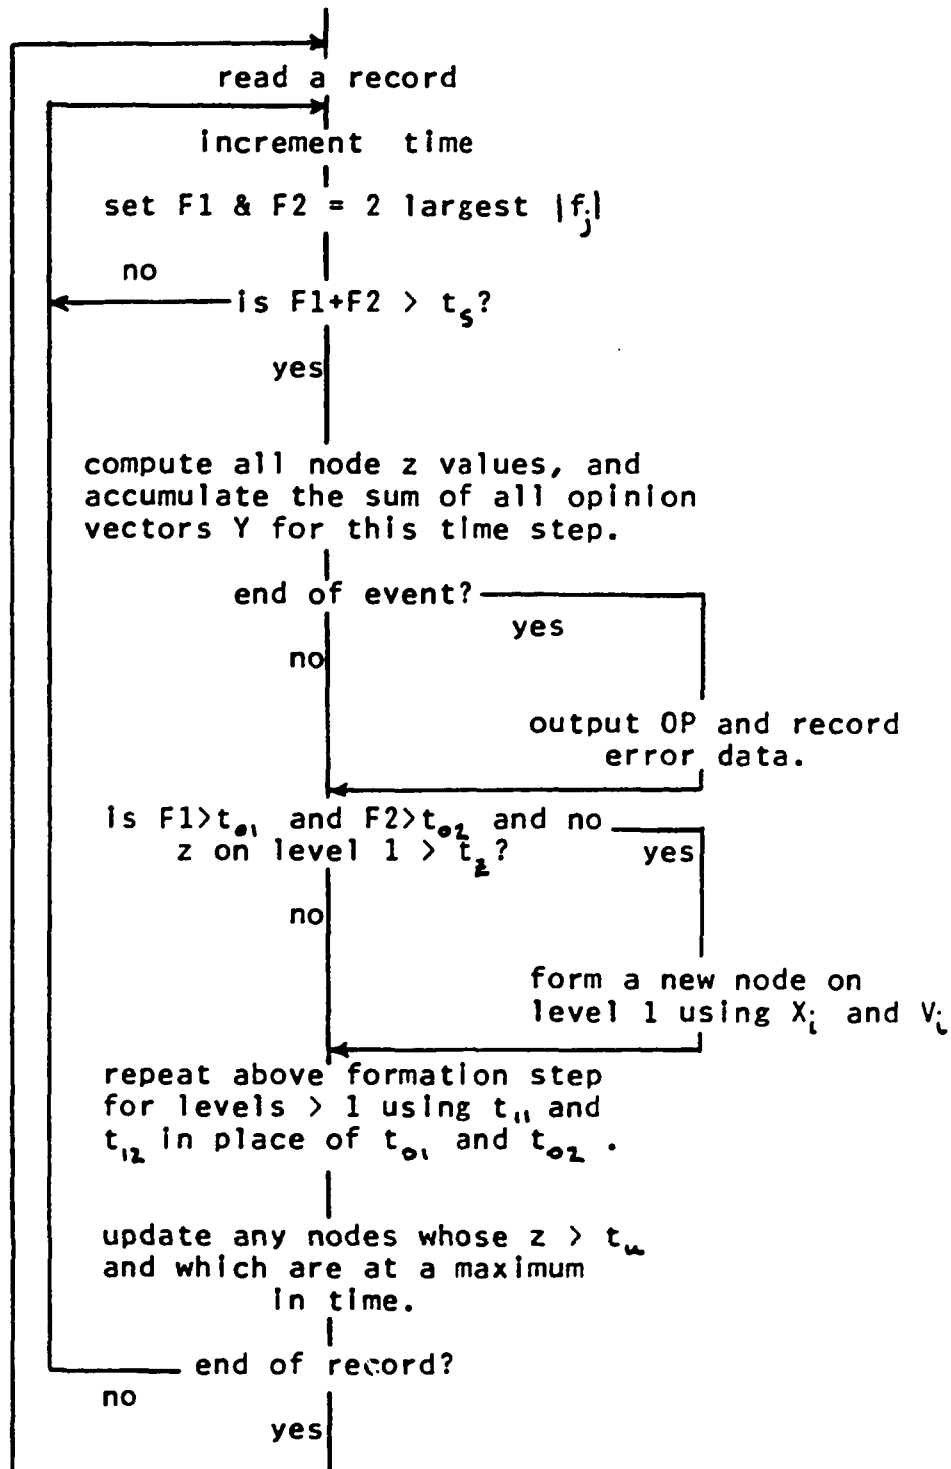 read a record
increment time
set F1 & F2 = 2 largest |fj|
no
is F1+F2 > ts?
yes
compute all node z values, and
accumulate the sum of all opinion
vectors Y for this time step.
end of event?
yes
no
output OP and record
error data.
is F1>t01 and F2>t02 and no
z on level 1 > tz?
yes
no
form a new node on
level 1 using Xi and Vi
repeat above formation step
for levels > 1 using t11 and
t12 in place of t01 and t02 .
update any nodes whose z > tu
and which are at a maximum
in time.
end of record?
no
yes